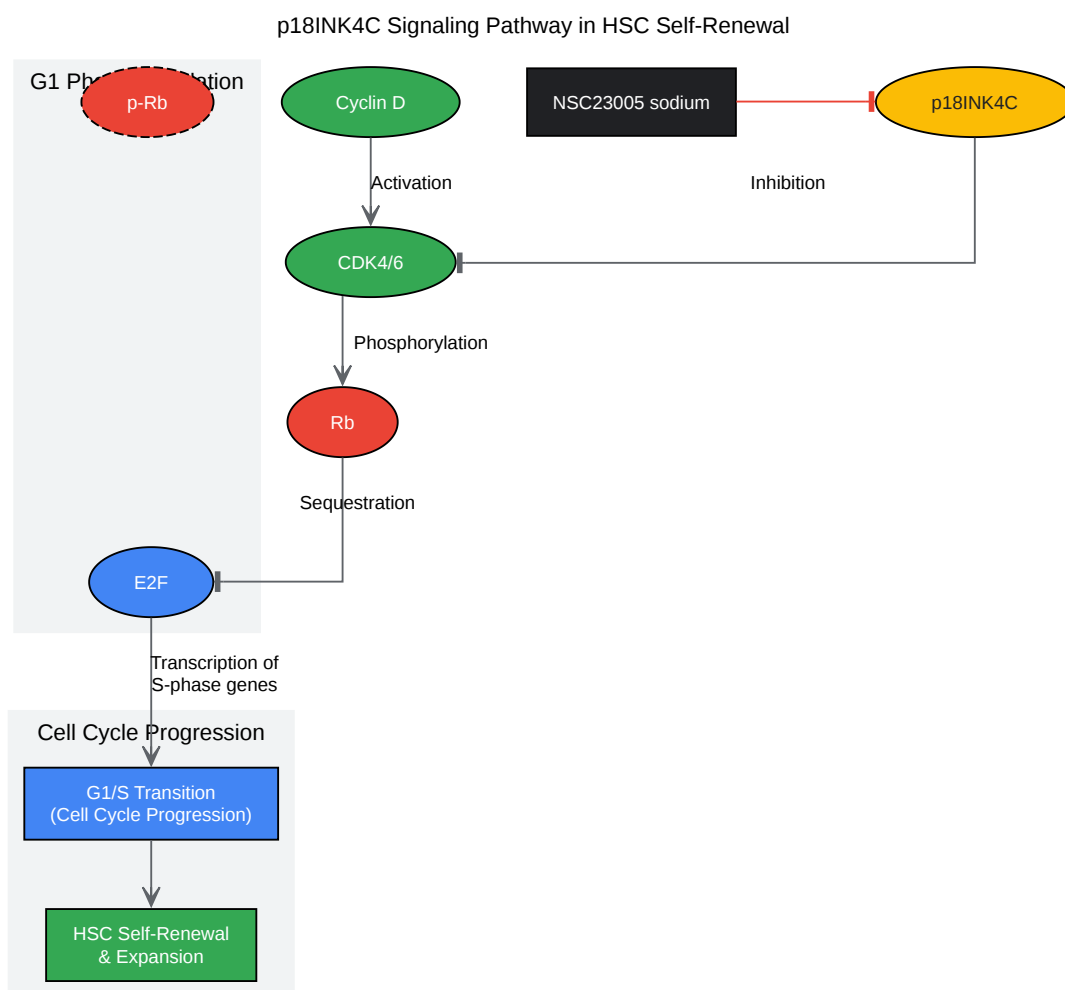 p18INK4C Signaling Pathway in HSC Self-Renewal
G1 Ph lation
p-Rb
Cyclin D
NSC23005 sodium
p18INK4C
Activation
Inhibition
CDK4/6
Phosphorylation
Rb
Sequestration
E2F
Transcription of
S-phase genes
Cell Cycle Progression
G1/S Transition
(Cell Cycle Progression)
HSC Self-Renewal
& Expansion